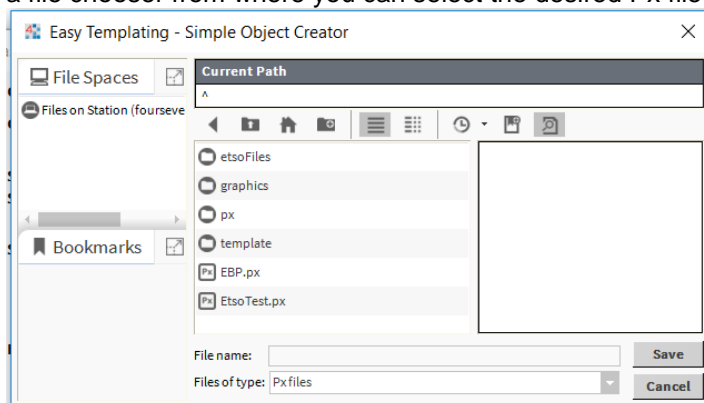 a file chooser from where you can select the desired Px file
Easy Templating - Simple Object Creator
File Spaces
Files on Station (fourseve
Bookmarks
Current Path
^
etsoFiles
graphics
px
template
Px EBP.px
Px EtsoTest.px
File name:
Save
Files of type: Px files
Cancel